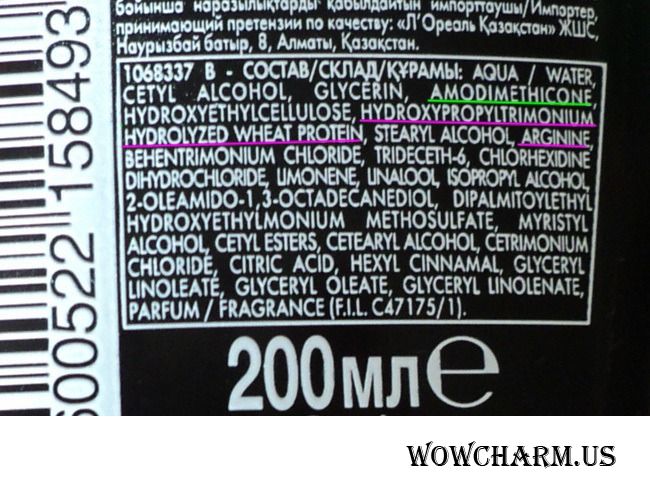 бойынша наразылықтарды қабылдайтын импорттаушы/Импортер,
принимающий претензии по качеству: «Л'Ореаль Қазақстан» ЖШС,
Наурызбай батыр, 8, Алматы, Қазақстан.
1068337 B - СОСТАВ/СКЛАД/ҚҰРАМЫ: AQUA / WATER,
CETYL ALCOHOL, GLYCERIN, AMODIMETHICONE,
HYDROXYETHYLCELLULOSE, HYDROXYPROPYLTRIMONIUM
HYDROLYZED WHEAT PROTEIN, STEARYL ALCOHOL, ARGININE,
BEHENTRIMONIUM CHLORIDE, TRIDECETH-6, CHLORHEXIDINE
DIHYDROCHLORIDE, LIMONENE, LINALOOL, ISOPROPYL ALCOHOL,
2-OLEAMIDO-1,3-OCTADECANEDIOL, DIPALMITOYLETHYL
HYDROXYETHYLMONIUM METHOSULFATE, MYRISTYL
ALCOHOL, CETYL ESTERS, CETEARYL ALCOHOL, CETRIMONIUM
CHLORIDE, CITRIC ACID, HEXYL CINNAMAL, GLYCERYL
LINOLEATE, GLYCERYL OLEATE, GLYCERYL LINOLENATE,
PARFUM / FRAGRANCE (F.I.L. C47175/1).
200мл e
600522 158493
WOWCHARM.US